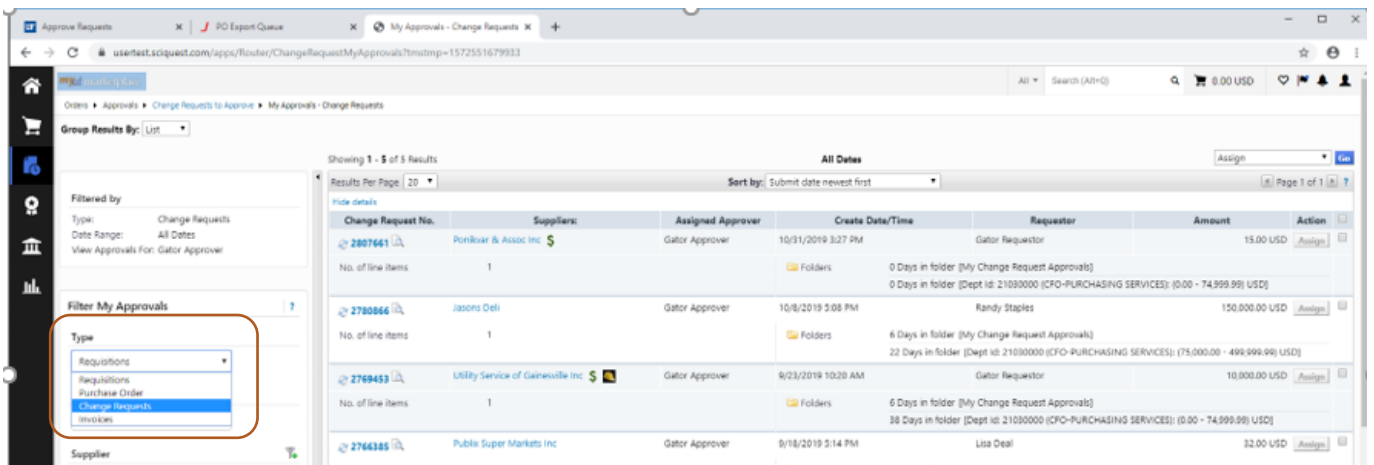 Approve Requests × PO Export Queue × My Approvals - Change Requests × +
usertest.sciquest.com/apps/Router/ChangeRequestMyApprovals?tmstmp=1572551679933
marketplace All Search (Alt+Q) 0.00 USD
Orders Approvals Change Requests to Approve My Approvals - Change Requests
Group Results By: List
Showing 1 - 5 of 5 Results All Dates Assign Go
Results Per Page 20 Sort by: Submit date newest first Page 1 of 1 ?
Filtered by
Type: Change Requests
Date Range: All Dates
View Approvals For: Gator Approver
Filter My Approvals ?
Type
Requisitions
Requisitions
Purchase Order
Change Requests
Invoices
Supplier
Hide details
Change Request No. Suppliers: Assigned Approver Create Date/Time Requestor Amount Action
2807661 Ponikvar & Assoc Inc $ Gator Approver 10/31/2019 3:27 PM Gator Requestor 15.00 USD Assign
No. of line items 1 Folders 0 Days in folder [My Change Request Approvals]
0 Days in folder [Dept Id: 21030000 (CFO-PURCHASING SERVICES): (0.00 - 74,999.99) USD]
2780866 Jasons Deli Gator Approver 10/8/2019 5:08 PM Randy Staples 150,000.00 USD Assign
No. of line items 1 Folders 6 Days in folder [My Change Request Approvals]
22 Days in folder [Dept Id: 21030000 (CFO-PURCHASING SERVICES): (75,000.00 - 499,999.99) USD]
2769453 Utility Service of Gainesville Inc $ Gator Approver 9/23/2019 10:20 AM Gator Requestor 10,000.00 USD Assign
No. of line items 1 Folders 6 Days in folder [My Change Request Approvals]
38 Days in folder [Dept Id: 21030000 (CFO-PURCHASING SERVICES): (0.00 - 74,999.99) USD]
2766385 Publix Super Markets Inc Gator Approver 9/18/2019 5:14 PM Lisa Deal 32.00 USD Assign